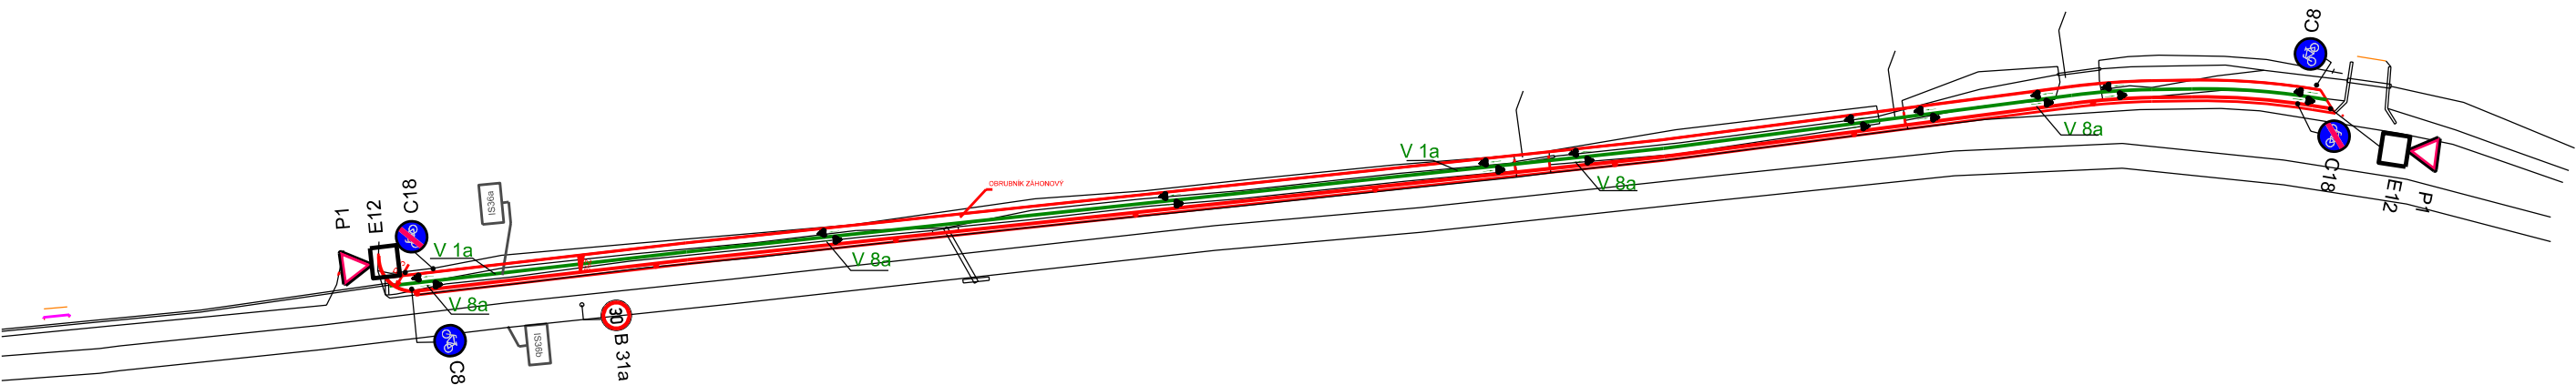 P1
E12
C18
V 1a
V 8a
C8
IS36a
IS36b
30
B 31a
V 8a
OBRUBNÍK ZÁHONOVÝ
V 1a
V 8a
V 8a
C8
C18
E12
P1